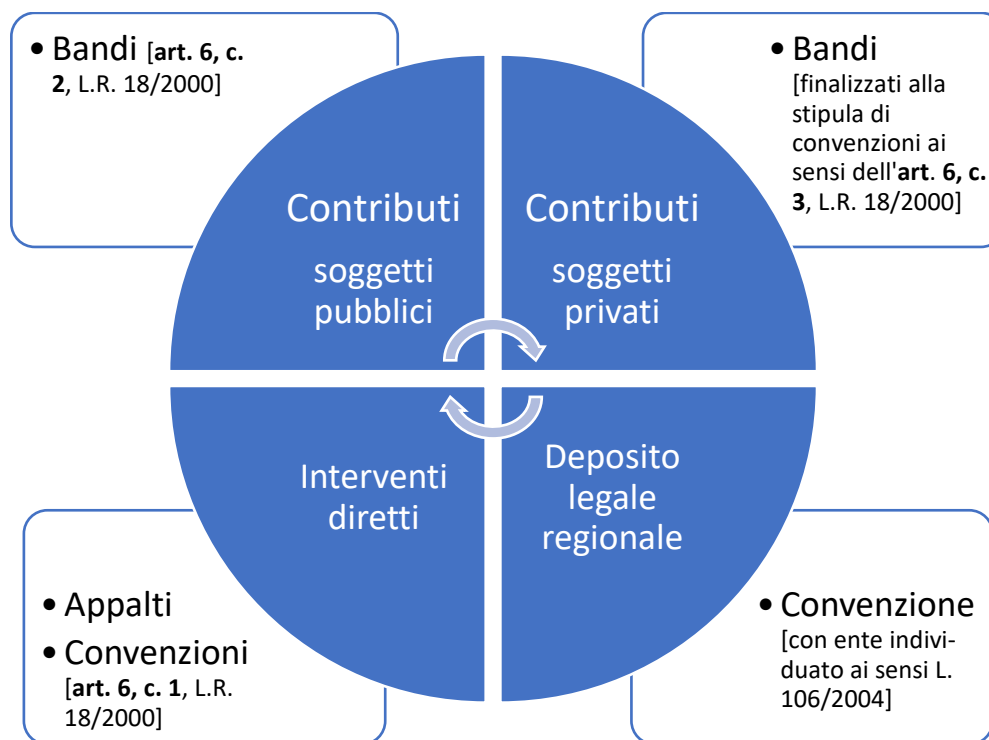 • Bandi [art. 6, c.
2, L.R. 18/2000]
• Bandi
[finalizzati alla
stipula di
convenzioni ai
sensi dell'art. 6, c.
3, L.R. 18/2000]
Contributi
soggetti
pubblici
Contributi
soggetti
privati
Interventi
diretti
Deposito
legale
regionale
• Appalti
• Convenzioni
[art. 6, c. 1, L.R.
18/2000]
• Convenzione
[con ente indivi-
duato ai sensi L.
106/2004]